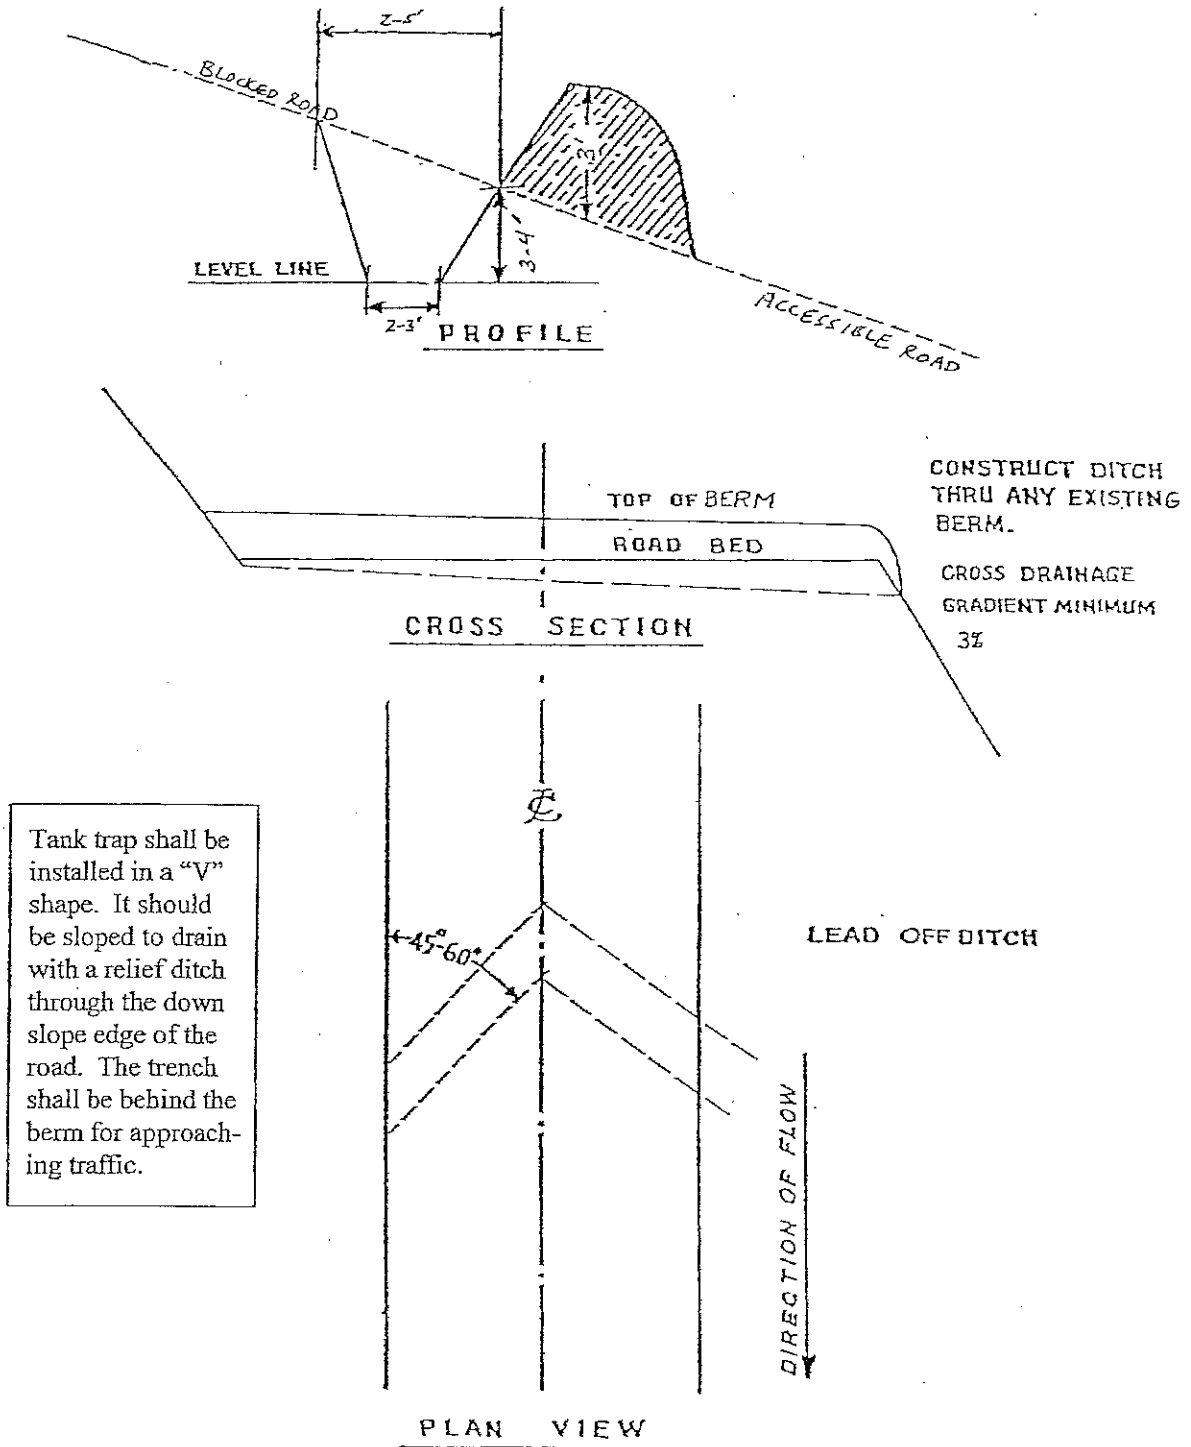 2-5'
BLOCKED ROAD
3'
3-4'
LEVEL LINE
2-3'
PROFILE
ACCESSIBLE ROAD
CONSTRUCT DITCH
THRU ANY EXISTING
BERM.
TOP OF BERM
ROAD BED
CROSS DRAINAGE
GRADIENT MINIMUM
3%
CROSS SECTION
℄
Tank trap shall be
installed in a “V”
shape. It should
be sloped to drain
with a relief ditch
through the down
slope edge of the
road. The trench
shall be behind the
berm for approach-
ing traffic.
45°-60°
LEAD OFF DITCH
DIRECTION OF FLOW
PLAN VIEW